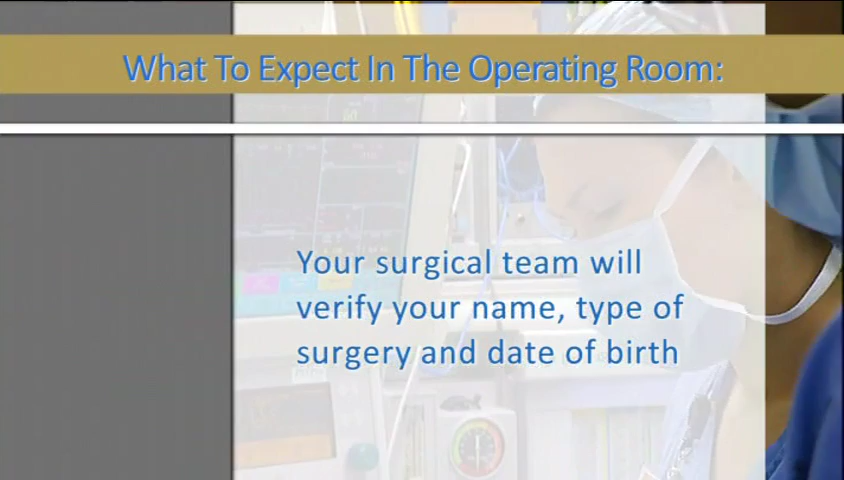 What To Expect In The Operating Room:
Your surgical team will
verify your name, type of
surgery and date of birth